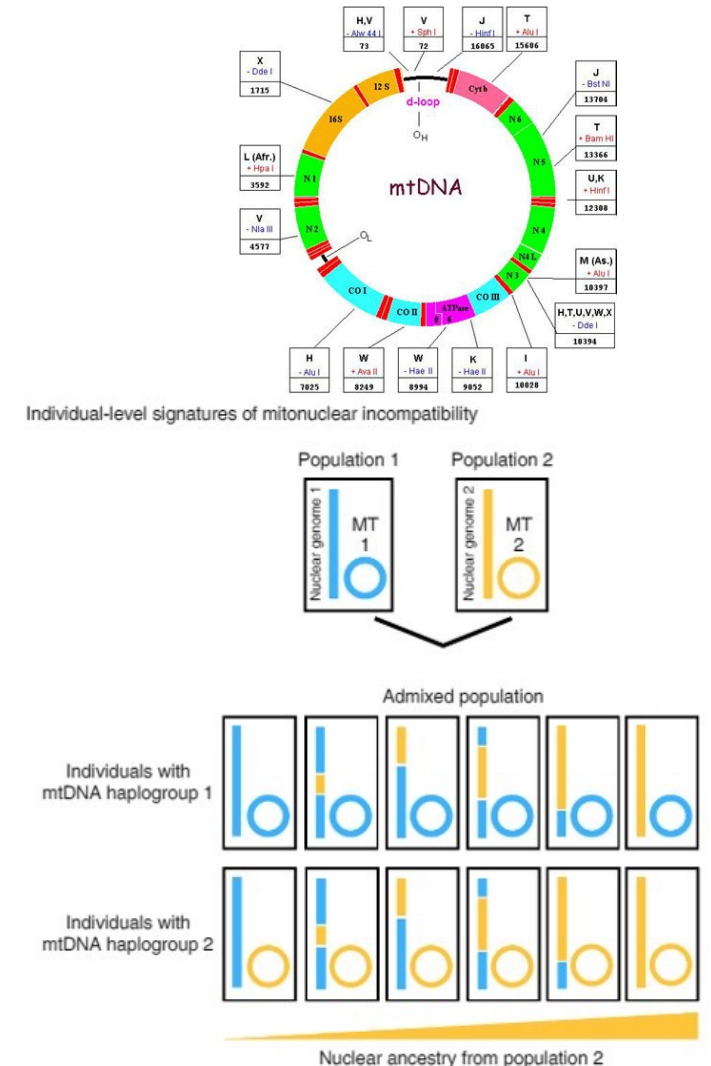 H,V
- Alw 44 I
73
V
+ Sph I
72
J
- Hinf I
16065
T
+ Alu I
15606
X
- Dde I
1715
J
- Bst NI
13704
L (Afr.)
+ Hpa I
3592
T
+ Bam HI
13366
V
- Nla III
4577
U,K
+ Hinf I
12308
M (As.)
+ Alu I
10397
H,T,U,V,W,X
- Dde I
10394
H
- Alu I
7025
W
+ Ava II
8249
W
- Hae II
8994
K
- Hae II
9052
I
+ Alu I
10028
12 S
d-loop
Cyt b
OH
16S
N6
N 1
N5
mtDNA
N 2
N 4
OL
N4 L
N 3
CO I
CO II
8
ATPase
6
CO III
Individual-level signatures of mitonuclear incompatibility
Population 1
Population 2
Nuclear genome 1
MT
1
Nuclear genome 2
MT
2
Admixed population
Individuals with
mtDNA haplogroup 1
Individuals with
mtDNA haplogroup 2
Nuclear ancestry from population 2